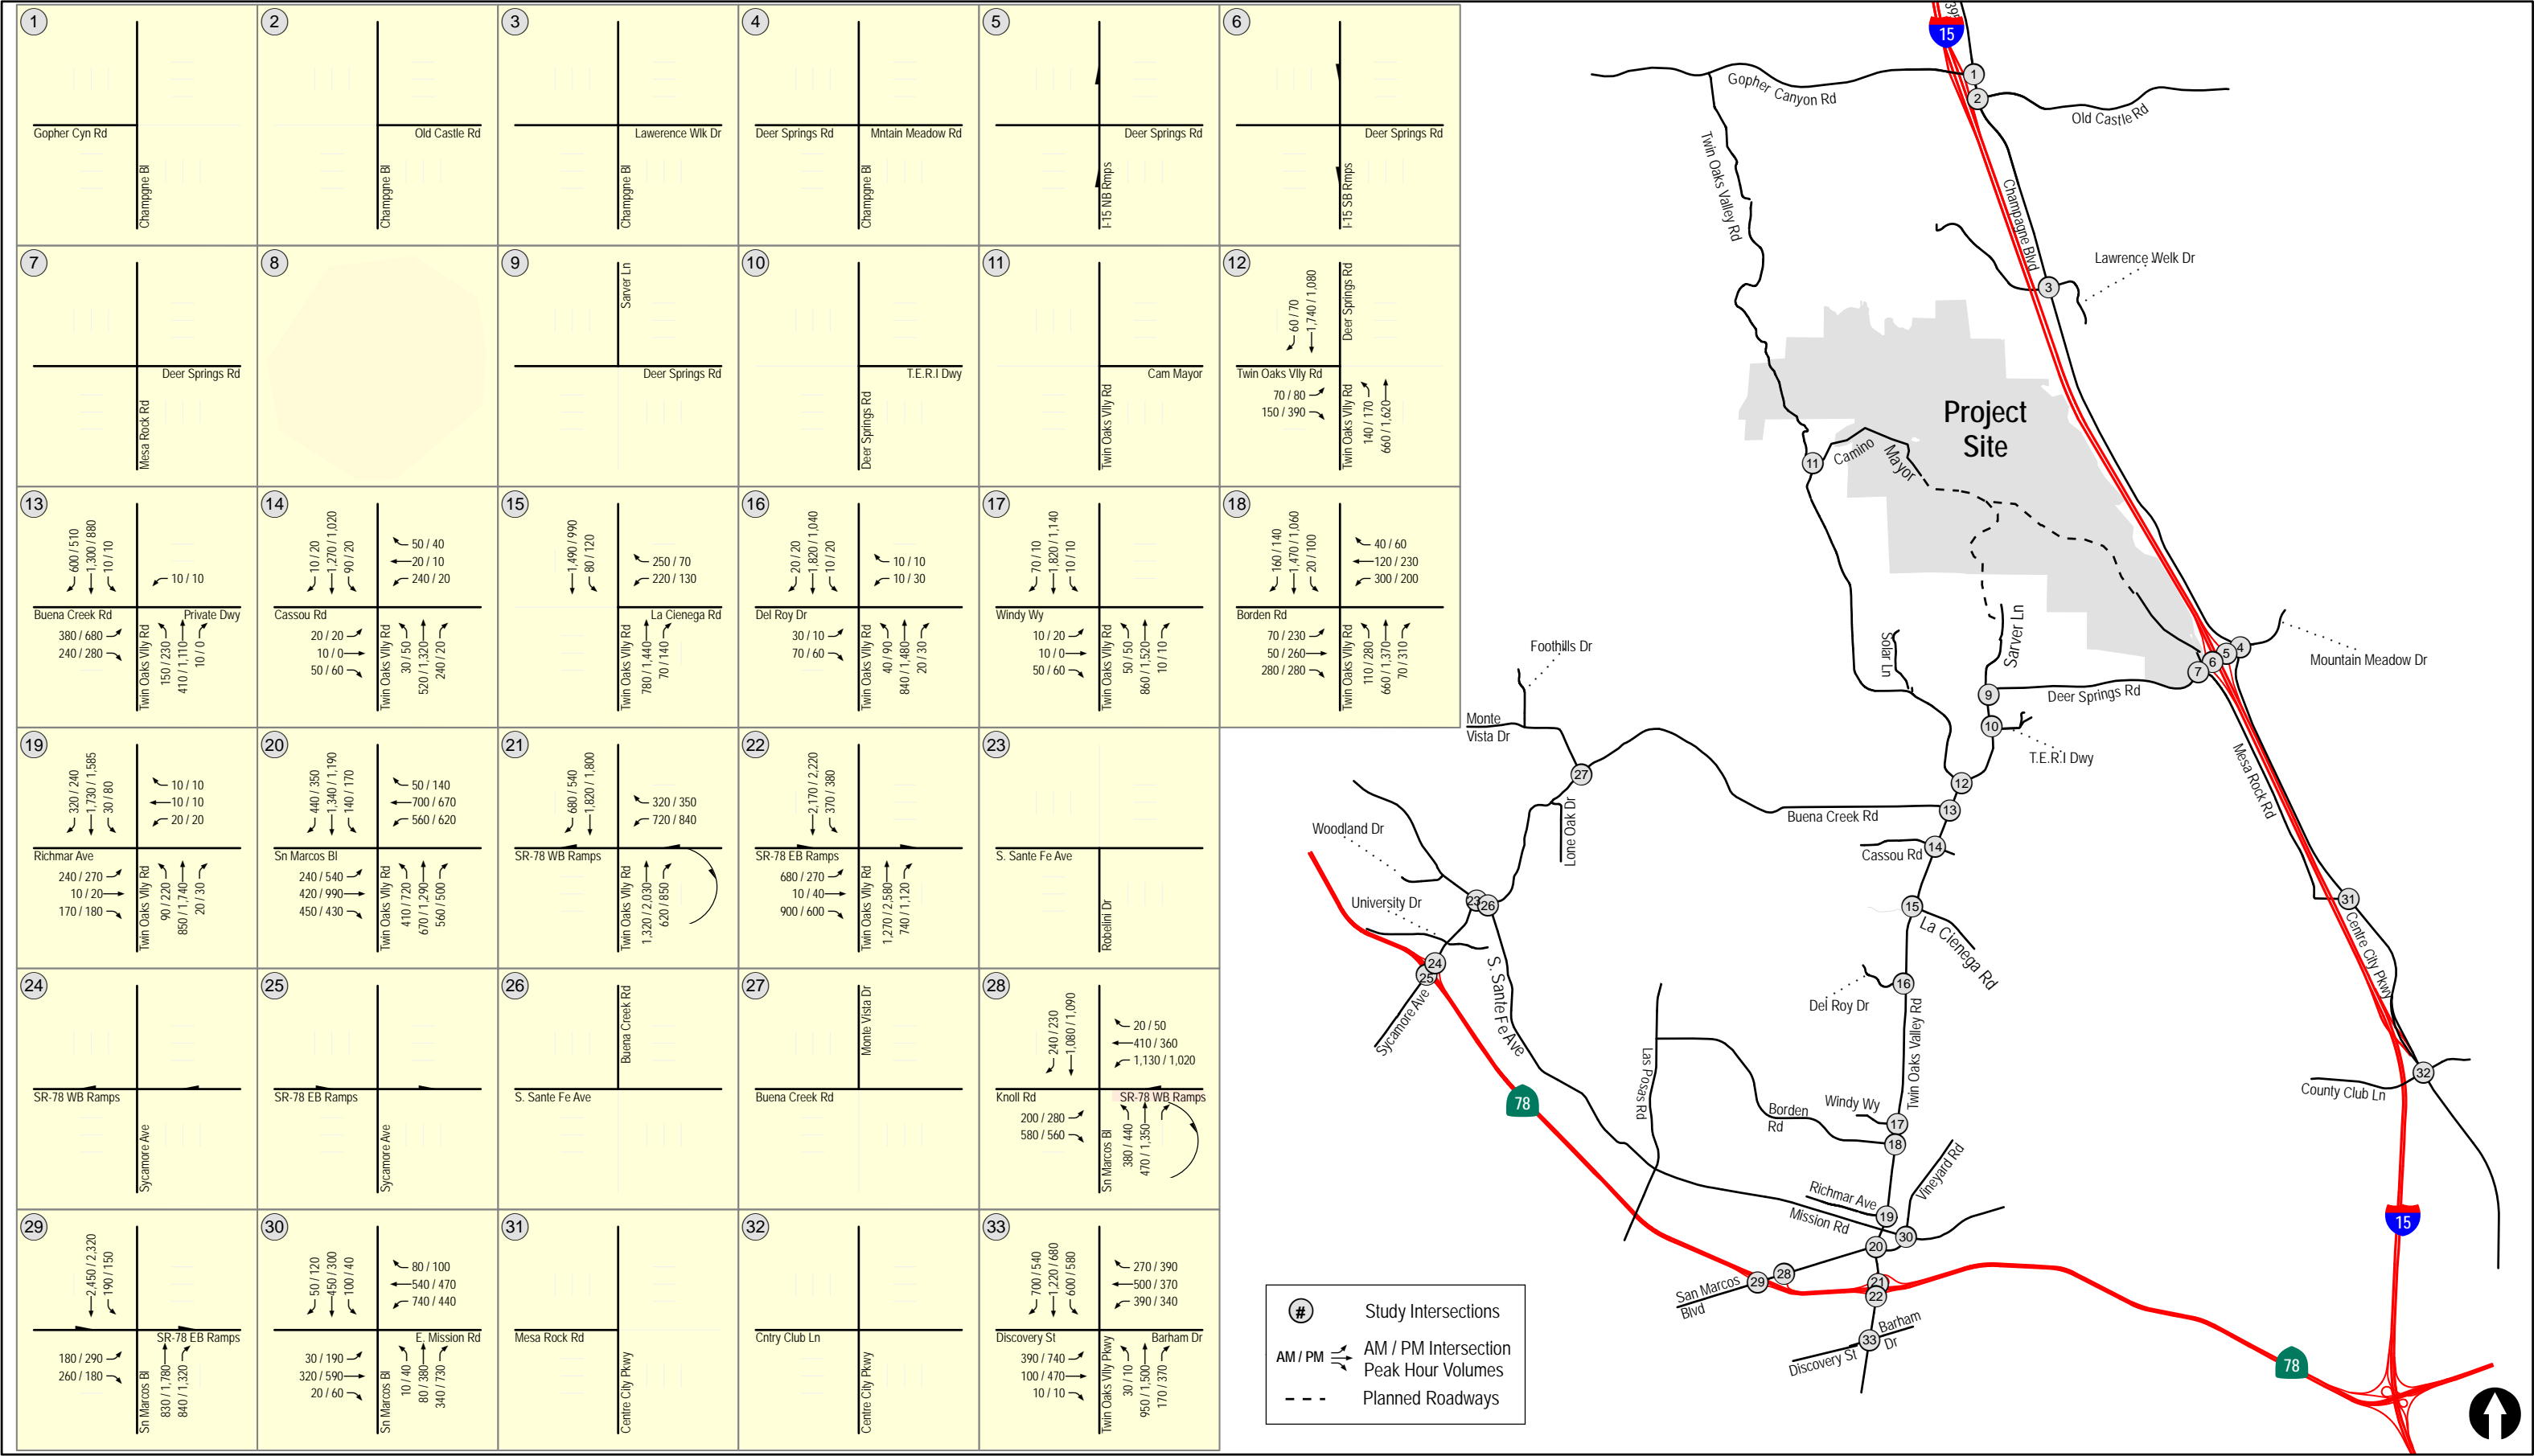 1
Gopher Cyn Rd
Champgne Bl
2
Old Castle Rd
Champgne Bl
3
Lawerence Wlk Dr
Champgne Bl
4
Deer Springs Rd
Mntain Meadow Rd
Champgne Bl
5
Deer Springs Rd
I-15 NB Rmps
6
Deer Springs Rd
I-15 SB Rmps
7
Deer Springs Rd
Mesa Rock Rd
8
9
Sarver Ln
Deer Springs Rd
10
T.E.R.I Dwy
Deer Springs Rd
11
Cam Mayor
Twin Oaks Vlly Rd
12
60 / 70
1,740 / 1,080
Deer Springs Rd
Twin Oaks Vlly Rd
70 / 80
150 / 390
Twin Oaks Vlly Rd
140 / 170
660 / 1,620
13
600 / 510
1,300 / 880
10 / 10
10 / 10
Buena Creek Rd
Private Dwy
380 / 680
240 / 280
Twin Oaks Vlly Rd
150 / 230
410 / 1,110
10 / 0
14
10 / 20
1,270 / 1,020
90 / 20
50 / 40
20 / 10
240 / 20
Cassou Rd
20 / 20
10 / 0
50 / 60
Twin Oaks Vlly Rd
30 / 50
520 / 1,320
240 / 20
15
1,490 / 990
80 / 120
250 / 70
220 / 130
La Cienega Rd
Twin Oaks Vlly Rd
780 / 1,440
70 / 140
16
20 / 20
1,820 / 1,040
10 / 20
10 / 10
10 / 30
Del Roy Dr
30 / 10
70 / 60
Twin Oaks Vlly Rd
40 / 90
840 / 1,480
20 / 30
17
70 / 10
1,820 / 1,140
10 / 10
Windy Wy
10 / 20
10 / 0
50 / 60
Twin Oaks Vlly Rd
50 / 50
860 / 1,520
10 / 10
18
160 / 140
1,470 / 1,060
20 / 100
40 / 60
120 / 230
300 / 200
Borden Rd
70 / 230
50 / 260
280 / 280
Twin Oaks Vlly Rd
110 / 280
660 / 1,370
70 / 310
19
320 / 240
1,730 / 1,585
30 / 80
10 / 10
10 / 10
20 / 20
Richmar Ave
240 / 270
10 / 20
170 / 180
Twin Oaks Vlly Rd
90 / 220
850 / 1,740
20 / 30
20
440 / 350
1,340 / 1,190
140 / 170
50 / 140
700 / 670
560 / 620
Sn Marcos Bl
240 / 540
420 / 990
450 / 430
Twin Oaks Vlly Rd
410 / 720
670 / 1,290
560 / 500
21
680 / 540
1,820 / 1,800
320 / 350
720 / 840
SR-78 WB Ramps
Twin Oaks Vlly Rd
1,320 / 2,030
620 / 850
22
2,170 / 2,220
370 / 380
SR-78 EB Ramps
680 / 270
10 / 40
900 / 600
Twin Oaks Vlly Rd
1,270 / 2,580
740 / 1,120
23
S. Sante Fe Ave
Robelini Dr
24
SR-78 WB Ramps
Sycamore Ave
25
SR-78 EB Ramps
Sycamore Ave
26
Buena Creek Rd
S. Sante Fe Ave
27
Monte Vista Dr
Buena Creek Rd
28
240 / 230
1,080 / 1,090
20 / 50
410 / 360
1,130 / 1,020
Knoll Rd
SR-78 WB Ramps
200 / 280
580 / 560
Sn Marcos Bl
380 / 440
470 / 1,350
29
2,450 / 2,320
190 / 150
SR-78 EB Ramps
180 / 290
260 / 180
Sn Marcos Bl
830 / 1,780
840 / 1,320
30
50 / 120
450 / 300
100 / 40
80 / 100
540 / 470
740 / 440
E. Mission Rd
30 / 190
320 / 590
20 / 60
Sn Marcos Bl
10 / 40
80 / 380
340 / 730
31
Mesa Rock Rd
Centre City Pkwy
32
Cntry Club Ln
Centre City Pkwy
33
700 / 540
1,220 / 680
600 / 580
270 / 390
500 / 370
390 / 340
Discovery St
Barham Dr
390 / 740
100 / 470
10 / 10
Twin Oaks Vlly Pkwy
30 / 10
950 / 1,500
170 / 370
15
1
Gopher Canyon Rd
2
Old Castle Rd
Twin Oaks Valley Rd
Champagne Blvd
Lawrence Welk Dr
3
Project
Site
11
Camino
Mayor
Solar Ln
Sarver Ln
4
5
6
7
Mountain Meadow Dr
9
Deer Springs Rd
10
T.E.R.I Dwy
Foothills Dr
Monte
Vista Dr
27
12
13
Buena Creek Rd
Mesa Rock Rd
Woodland Dr
Lone Oak Dr
Cassou Rd
14
University Dr
23
26
15
La Cienega Rd
31
Centre City Pkwy
24
25
S. Sante Fe Ave
Sycamore Ave
16
Del Roy Dr
Twin Oaks Valley Rd
Las Posas Rd
78
32
County Club Ln
Borden
Rd
Windy Wy
17
18
Vineyard Rd
Richmar Ave
19
Mission Rd
30
20
15
28
29
San Marcos
Blvd
21
22
33
Barham
Dr
Discovery St
78
# Study Intersections
AM / PM AM / PM Intersection
Peak Hour Volumes
Planned Roadways